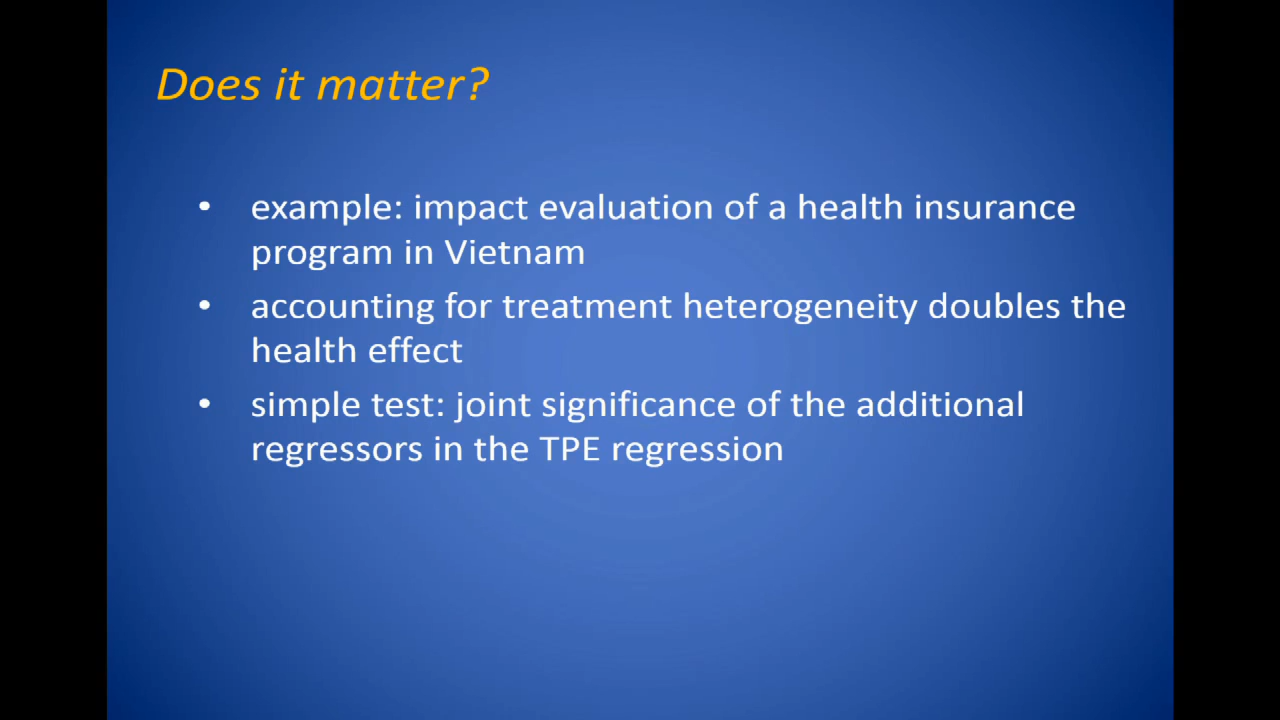 Does it matter?
• example: impact evaluation of a health insurance
program in Vietnam
• accounting for treatment heterogeneity doubles the
health effect
• simple test: joint significance of the additional
regressors in the TPE regression